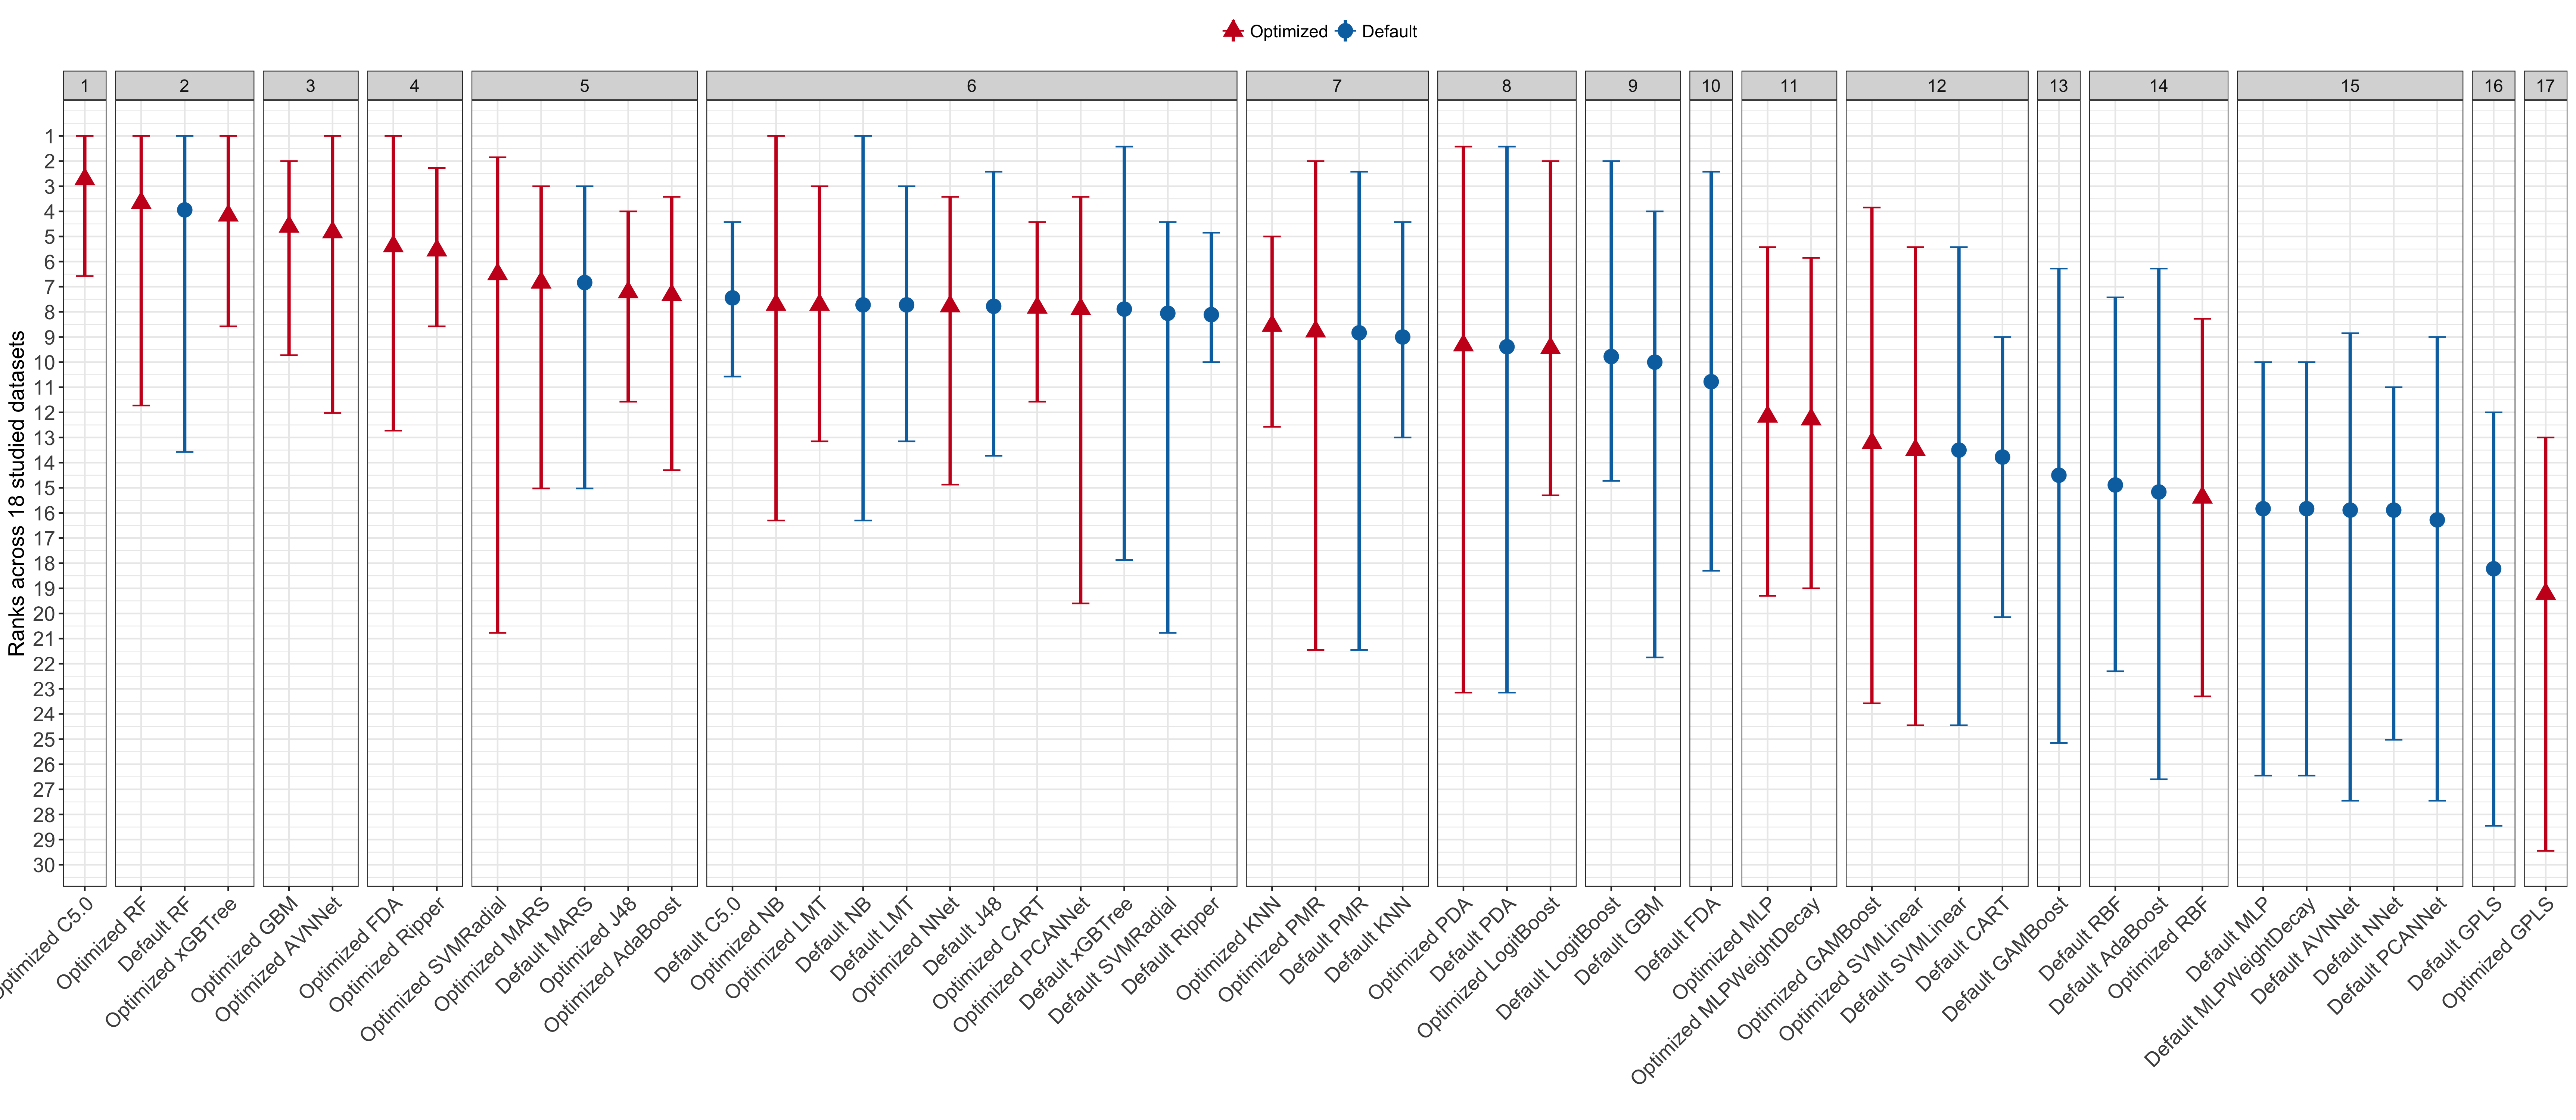 Optimized Default
1 2 3 4 5 6 7 8 9 10 11 12 13 14 15 16 17
Ranks across 18 studied datasets
1
2
3
4
5
6
7
8
9
10
11
12
13
14
15
16
17
18
19
20
21
22
23
24
25
26
27
28
29
30
Optimized C5.0
Optimized RF
Default RF
Optimized xGBTree
Optimized GBM
Optimized AVNNet
Optimized FDA
Optimized Ripper
Optimized SVMRadial
Optimized MARS
Default MARS
Optimized J48
Optimized AdaBoost
Default C5.0
Optimized NB
Optimized LMT
Default NB
Default LMT
Optimized NNet
Default J48
Optimized CART
Optimized PCANNet
Default xGBTree
Default SVMRadial
Default Ripper
Optimized KNN
Optimized PMR
Default PMR
Default KNN
Optimized PDA
Default PDA
Optimized LogitBoost
Default LogitBoost
Default GBM
Default FDA
Optimized MLP
Optimized MLPWeightDecay
Optimized GAMBoost
Optimized SVMLinear
Default SVMLinear
Default CART
Default GAMBoost
Default RBF
Default AdaBoost
Optimized RBF
Default MLP
Default MLPWeightDecay
Default AVNNet
Default NNet
Default PCANNet
Default GPLS
Optimized GPLS